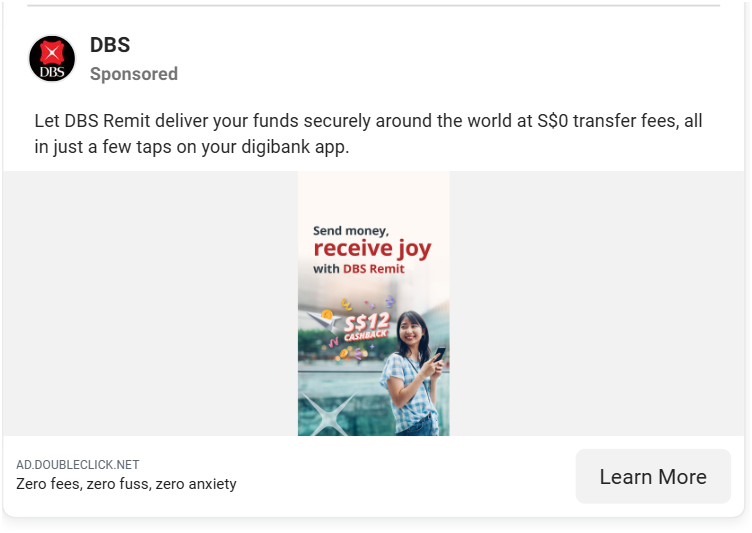 DBS
DBS
Sponsored
Let DBS Remit deliver your funds securely around the world at S$0 transfer fees, all
in just a few taps on your digibank app.
Send money,
receive joy
with DBS Remit
S$12
CASHBACK
AD.DOUBLECLICK.NET
Zero fees, zero fuss, zero anxiety
Learn More